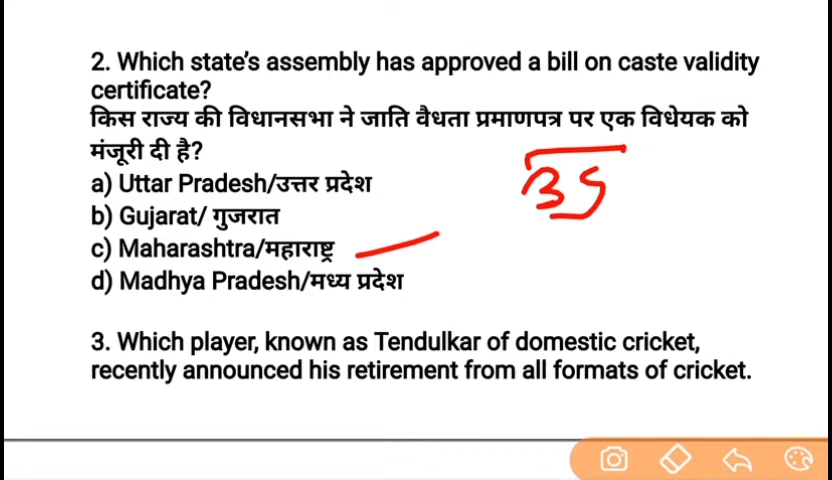 2. Which state's assembly has approved a bill on caste validity
certificate?
किस राज्य की विधानसभा ने जाति वैधता प्रमाणपत्र पर एक विधेयक को
मंजूरी दी है?
a) Uttar Pradesh/उत्तर प्रदेश
35
b) Gujarat/ गुजरात
c) Maharashtra/महाराष्ट्र
d) Madhya Pradesh/मध्य प्रदेश
3. Which player, known as Tendulkar of domestic cricket,
recently announced his retirement from all formats of cricket.